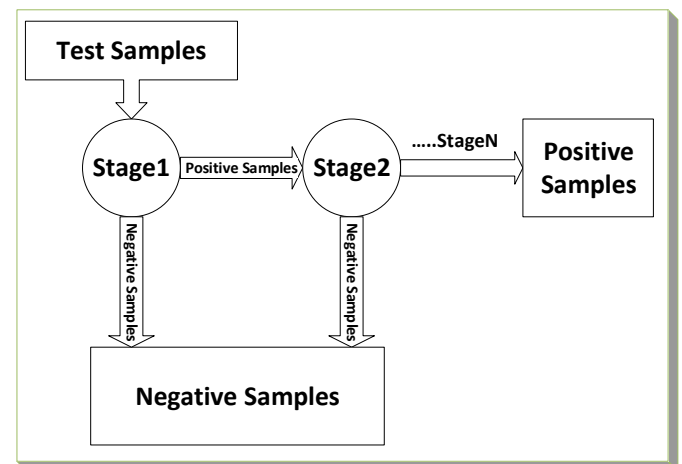 Test Samples
Stage1
Positive Samples
Stage2
.....StageN
Positive
Samples
Negative Samples
Negative Samples
Negative Samples